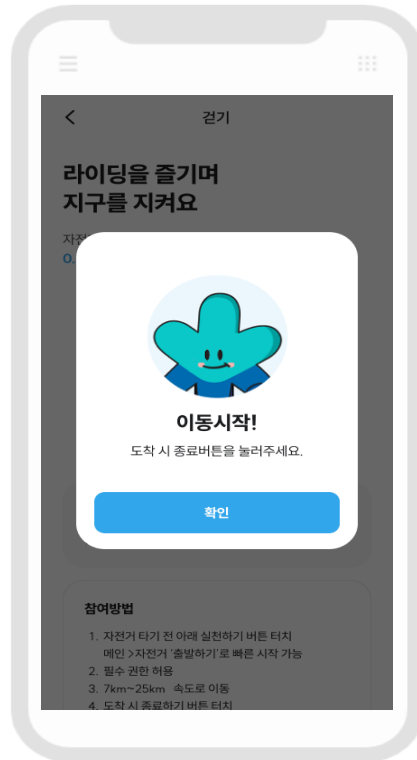 걷기
라이딩을 즐기며
지구를 지켜요
이동시작!
도착 시 종료버튼을 눌러주세요.
확인
참여방법
1. 자전거 타기 전 아래 실천하기 버튼 터치
메인 >자전거 '출발하기'로 빠른 시작 가능
2. 필수 권한 허용
3. 7km~25km 속도로 이동
4. 도착 시 종료하기 버튼 터치